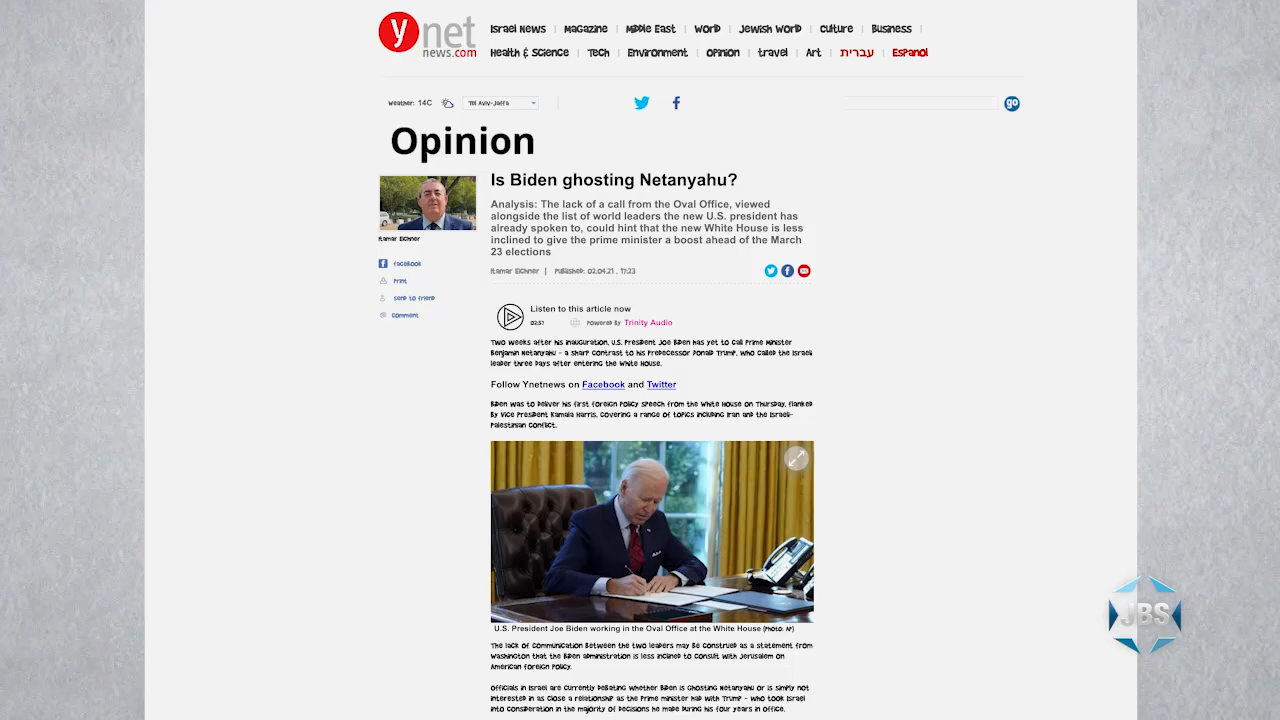 ynet
news.com
Israel News | Magazine | Middle East | World | Jewish World | Culture | Business |
Health & Science | Tech | Environment | Opinion | travel | Art | עברית | Español
Weather: 14C Tel Aviv-Jaffa
go
Opinion
Is Biden ghosting Netanyahu?
Analysis: The lack of a call from the Oval Office, viewed
alongside the list of world leaders the new U.S. president has
already spoken to, could hint that the new White House is less
inclined to give the prime minister a boost ahead of the March
23 elections
Itamar Eichner
Itamar Eichner | Published: 02.04.21 , 17:23
Facebook
Print
Send to friend
Comment
Listen to this article now
02:57 Powered by Trinity Audio
Two weeks after his inauguration, U.S. President Joe Biden has yet to call Prime Minister
Benjamin Netanyahu - a sharp contrast to his predecessor Donald Trump, who called the Israeli
leader three days after entering the White House.
Follow Ynetnews on Facebook and Twitter
Biden was to deliver his first foreign policy speech from the White House on Thursday, flanked
by Vice President Kamala Harris, covering a range of topics including Iran and the Israeli-
Palestinian conflict.
U.S. President Joe Biden working in the Oval Office at the White House (Photo: AP)
The lack of communication between the two leaders may be construed as a statement from
Washington that the Biden administration is less inclined to consult with Jerusalem on
American foreign policy.
Officials in Israel are currently debating whether Biden is ghosting Netanyahu or is simply not
interested in as close a relationship as the prime minister had with Trump - who took Israel
into consideration in the majority of decisions he made during his four years in office.
JBS